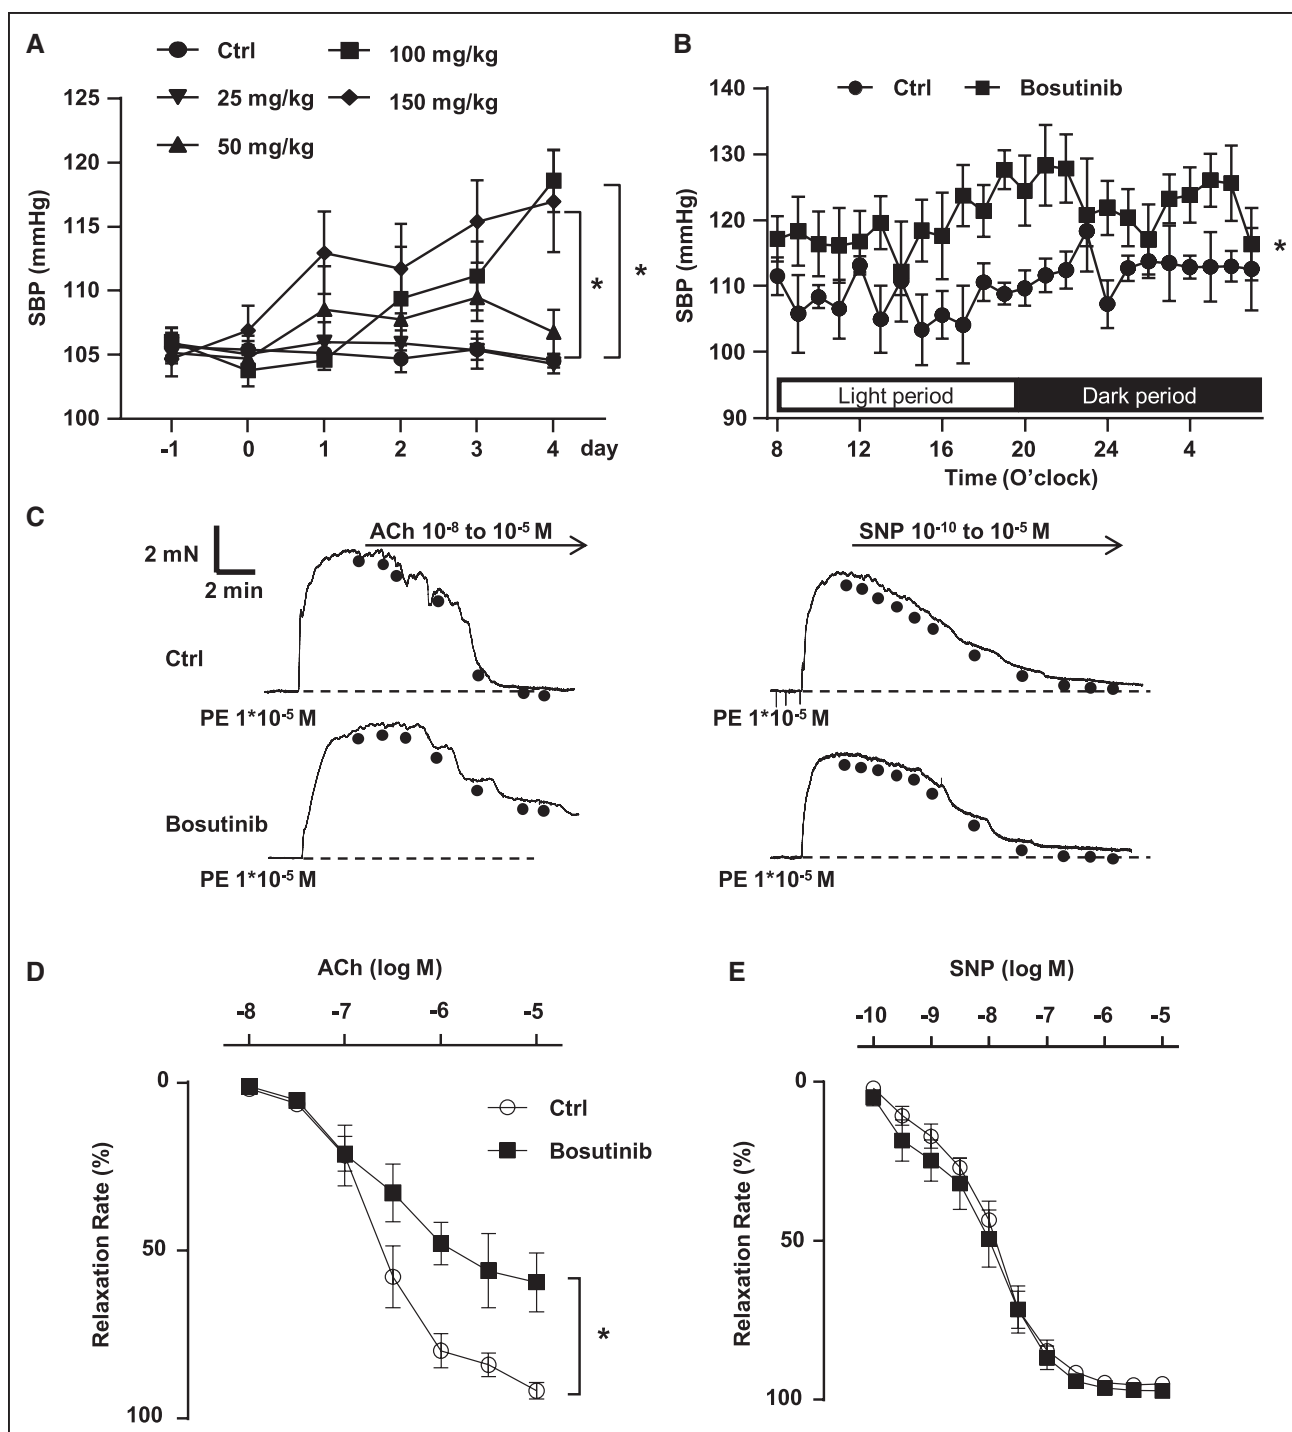 A
Ctrl
100 mg/kg
25 mg/kg
150 mg/kg
50 mg/kg
125
120
115
110
105
100
SBP (mmHg)
-1 0 1 2 3 4 day
*
*
B
Ctrl Bosutinib
140
130
120
110
100
90
SBP (mmHg)
*
Light period Dark period
8 12 16 20 24 4
Time (O’clock)
C
2 mN
2 min
ACh 10-8 to 10-5 M
SNP 10-10 to 10-5 M
Ctrl
PE 1*10-5 M
PE 1*10-5 M
Bosutinib
PE 1*10-5 M
PE 1*10-5 M
D
ACh (log M)
-8 -7 -6 -5
0
50
100
Relaxation Rate (%)
Ctrl
Bosutinib
*
E
SNP (log M)
-10 -9 -8 -7 -6 -5
0
50
100
Relaxation Rate (%)